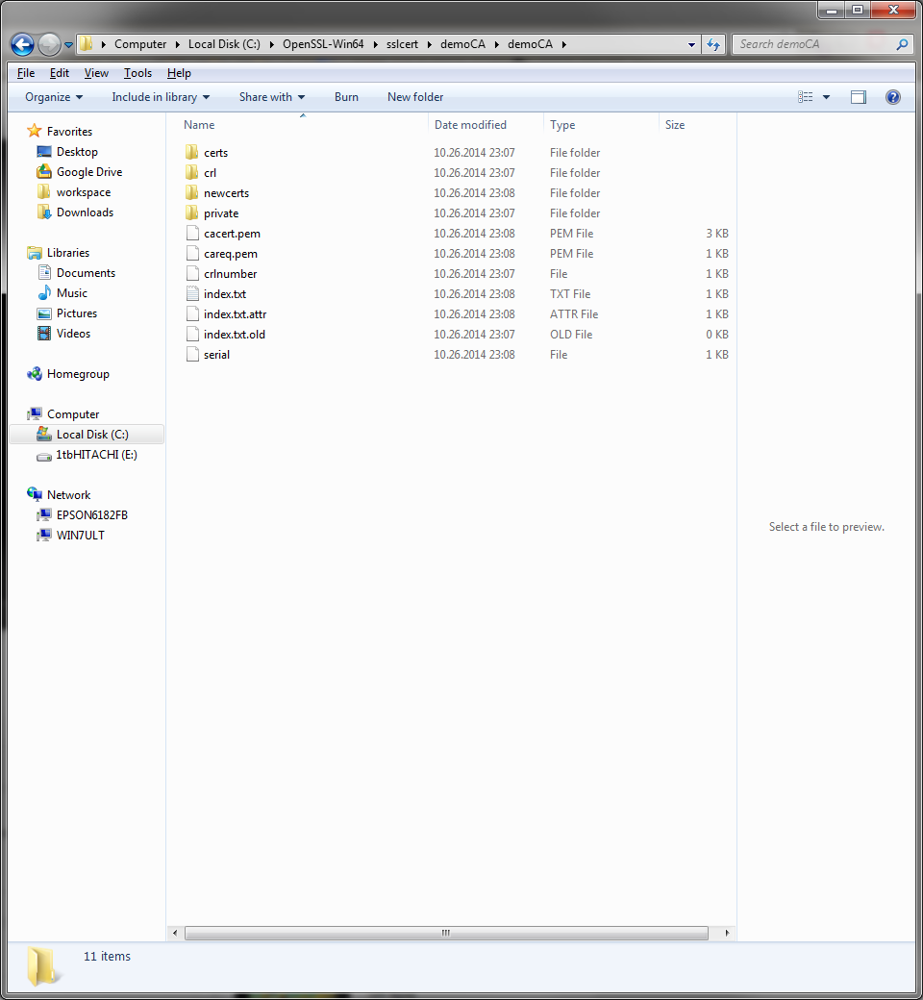 Computer Local Disk (C:) OpenSSL-Win64 sslcert demoCA demoCA Search demoCA
File Edit View Tools Help
Organize Include in library Share with Burn New folder
Favorites
Desktop
Google Drive
workspace
Downloads
Libraries
Documents
Music
Pictures
Videos
Homegroup
Computer
Local Disk (C:)
1tbHITACHI (E:)
Network
EPSON6182FB
WIN7ULT
Name Date modified Type Size
certs 10.26.2014 23:07 File folder
crl 10.26.2014 23:07 File folder
newcerts 10.26.2014 23:08 File folder
private 10.26.2014 23:07 File folder
cacert.pem 10.26.2014 23:08 PEM File 3 KB
careq.pem 10.26.2014 23:08 PEM File 1 KB
crlnumber 10.26.2014 23:07 File 1 KB
index.txt 10.26.2014 23:08 TXT File 1 KB
index.txt.attr 10.26.2014 23:08 ATTR File 1 KB
index.txt.old 10.26.2014 23:07 OLD File 0 KB
serial 10.26.2014 23:08 File 1 KB
Select a file to preview.
11 items